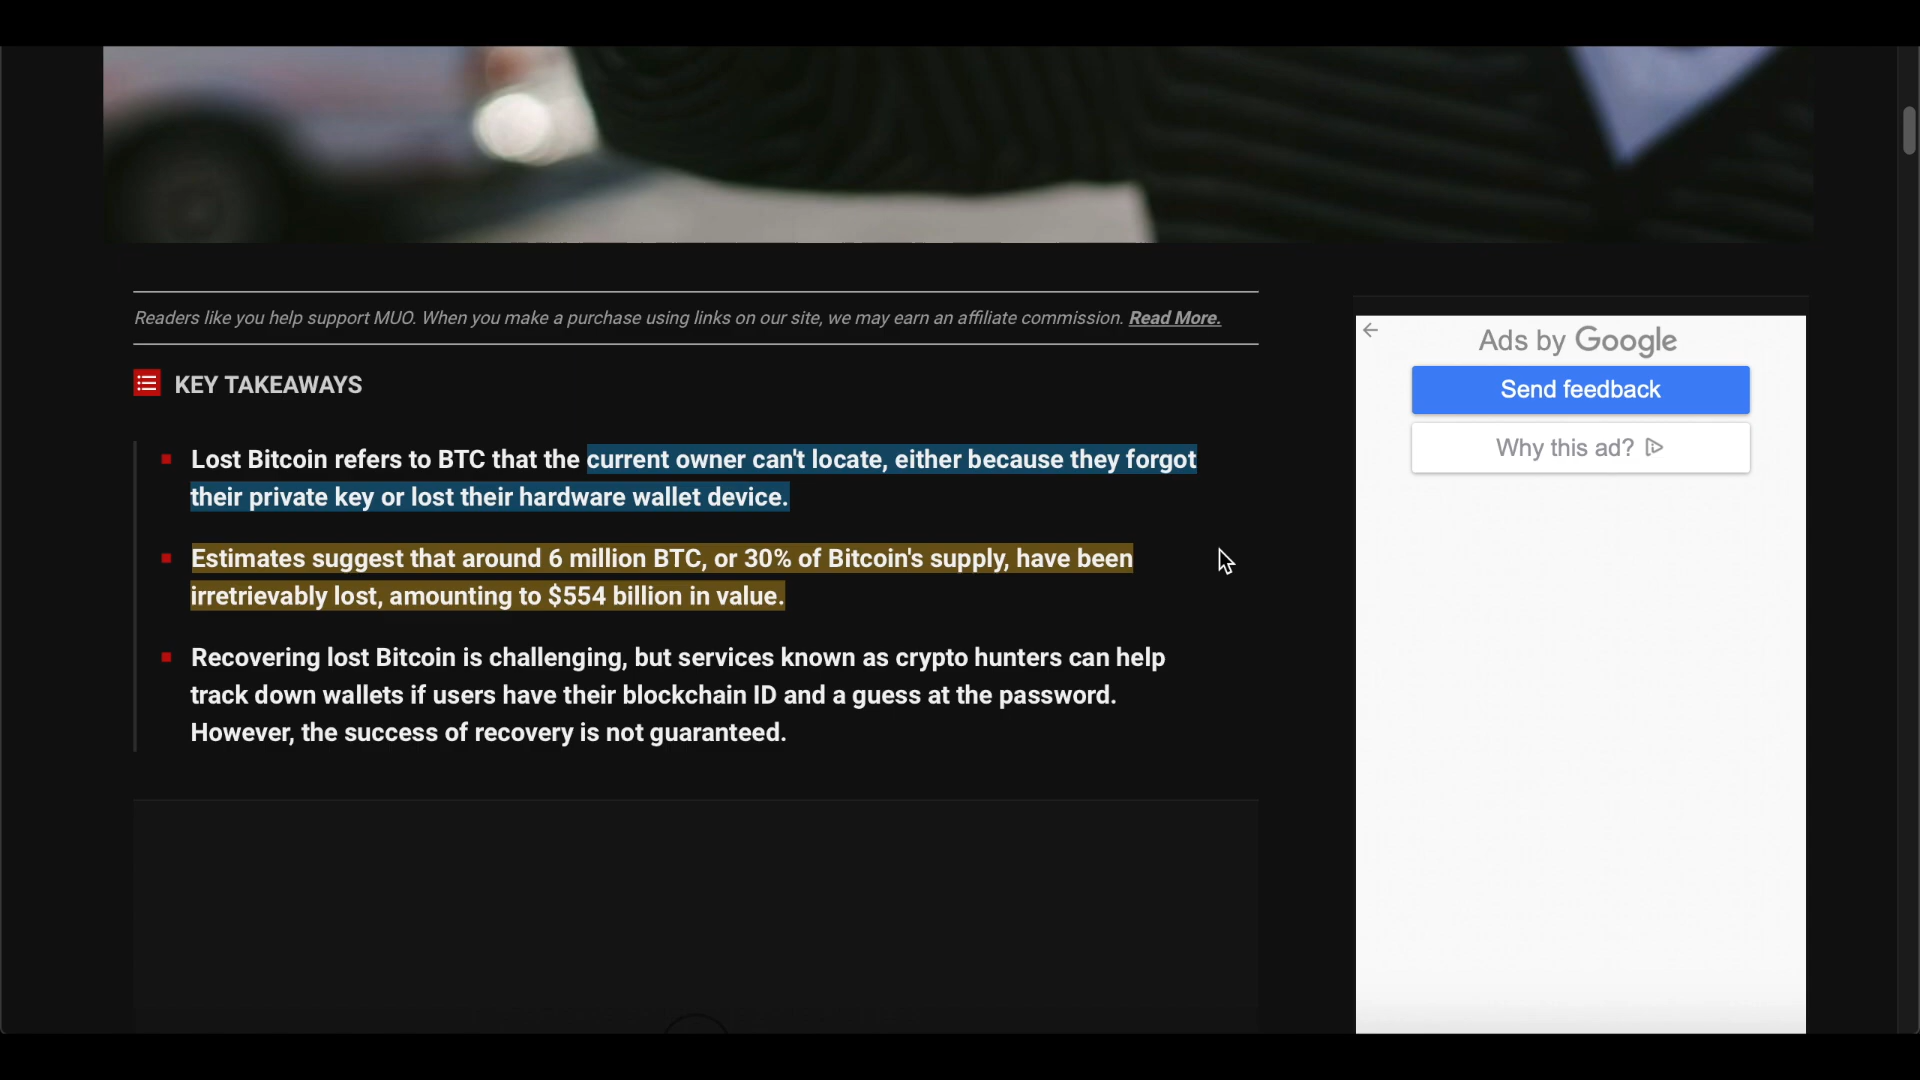 Readers like you help support MUO. When you make a purchase using links on our site, we may earn an affiliate commission. Read More.
KEY TAKEAWAYS
Lost Bitcoin refers to BTC that the current owner can't locate, either because they forgot
their private key or lost their hardware wallet device.
Estimates suggest that around 6 million BTC, or 30% of Bitcoin's supply, have been
irretrievably lost, amounting to $554 billion in value.
Recovering lost Bitcoin is challenging, but services known as crypto hunters can help
track down wallets if users have their blockchain ID and a guess at the password.
However, the success of recovery is not guaranteed.
Ads by Google
Send feedback
Why this ad?